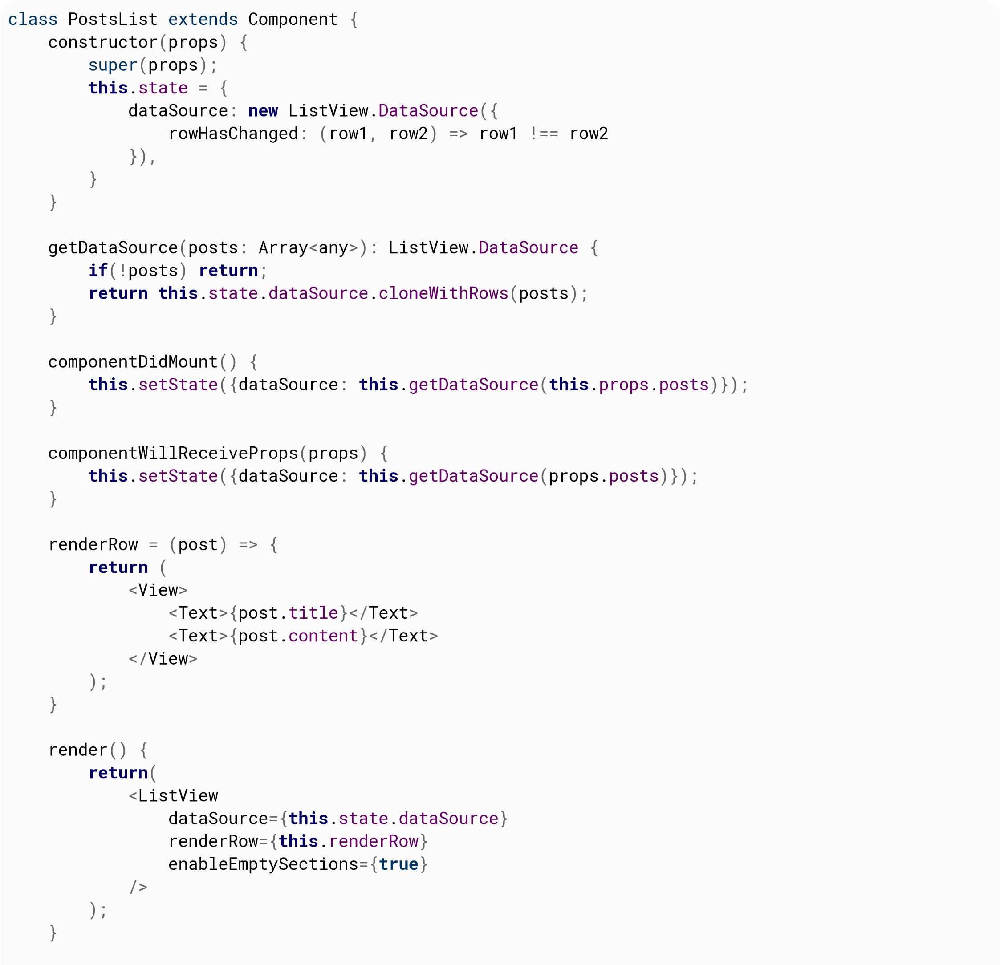 class PostsList extends Component {
    constructor(props) {
        super(props);
        this.state = {
            dataSource: new ListView.DataSource({
                rowHasChanged: (row1, row2) => row1 !== row2
            }),
        }
    }

    getDataSource(posts: Array<any>): ListView.DataSource {
        if(!posts) return;
        return this.state.dataSource.cloneWithRows(posts);
    }

    componentDidMount() {
        this.setState({dataSource: this.getDataSource(this.props.posts)});
    }

    componentWillReceiveProps(props) {
        this.setState({dataSource: this.getDataSource(props.posts)});
    }

    renderRow = (post) => {
        return (
            <View>
                <Text>{post.title}</Text>
                <Text>{post.content}</Text>
            </View>
        );
    }

    render() {
        return(
            <ListView
                dataSource={this.state.dataSource}
                renderRow={this.renderRow}
                enableEmptySections={true}
            />
        );
    }